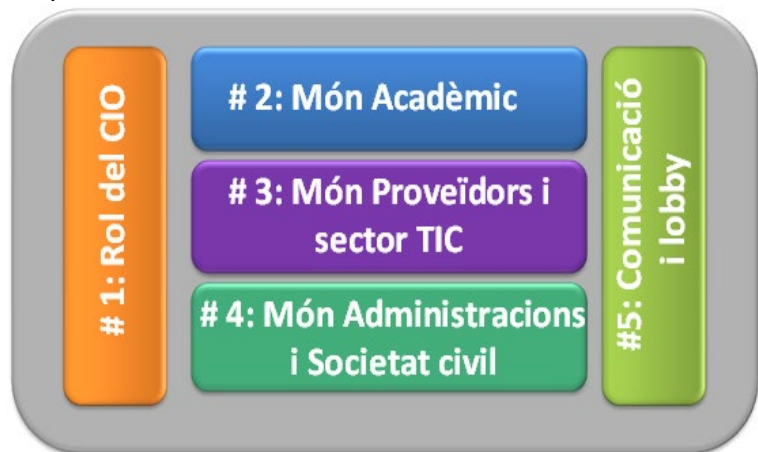 # 1: Rol del CIO
# 2: Món Acadèmic
# 3: Món Proveïdors i
sector TIC
# 4: Món Administracions
i Societat civil
#5: Comunicació
i lobby